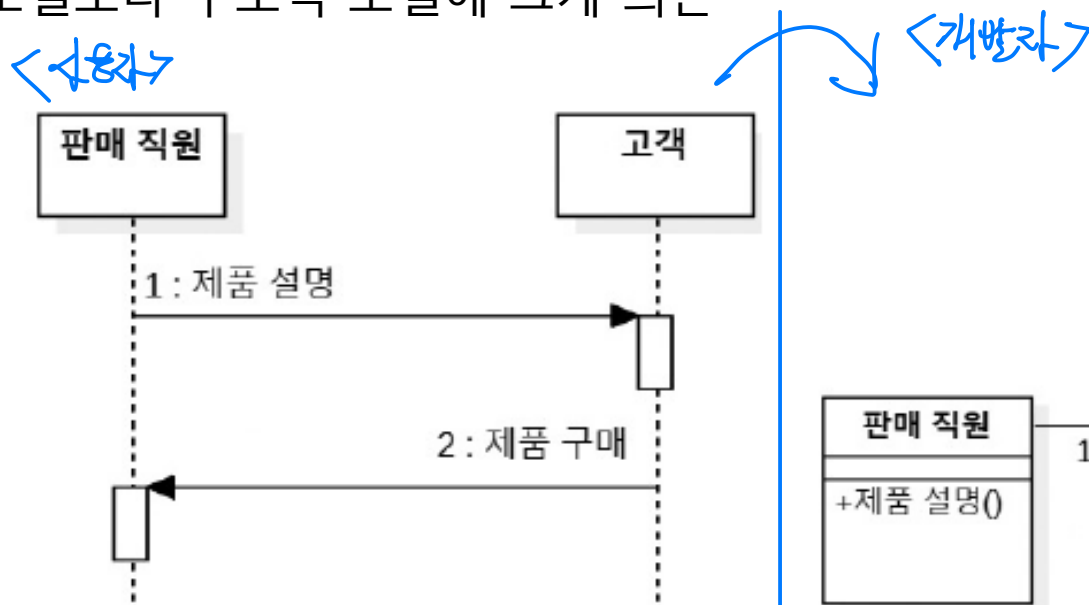 <사용자>
<개발자>
판매 직원
고객
1 : 제품 설명
2 : 제품 구매
판매 직원
1
+제품 설명()